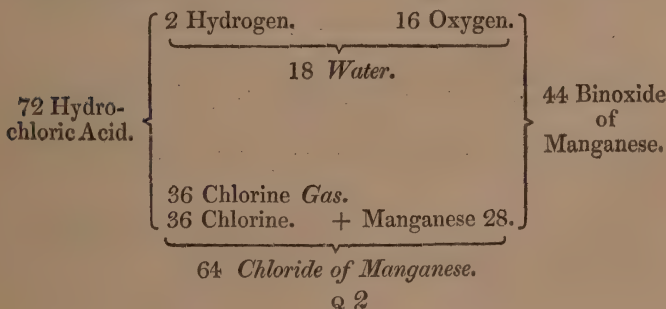 2 Hydrogen. 16 Oxygen.
18 Water.
72 Hydro-
chloric Acid.
44 Binoxide
of
Manganese.
36 Chlorine Gas.
36 Chlorine. + Manganese 28.
64 Chloride of Manganese.
Q 2